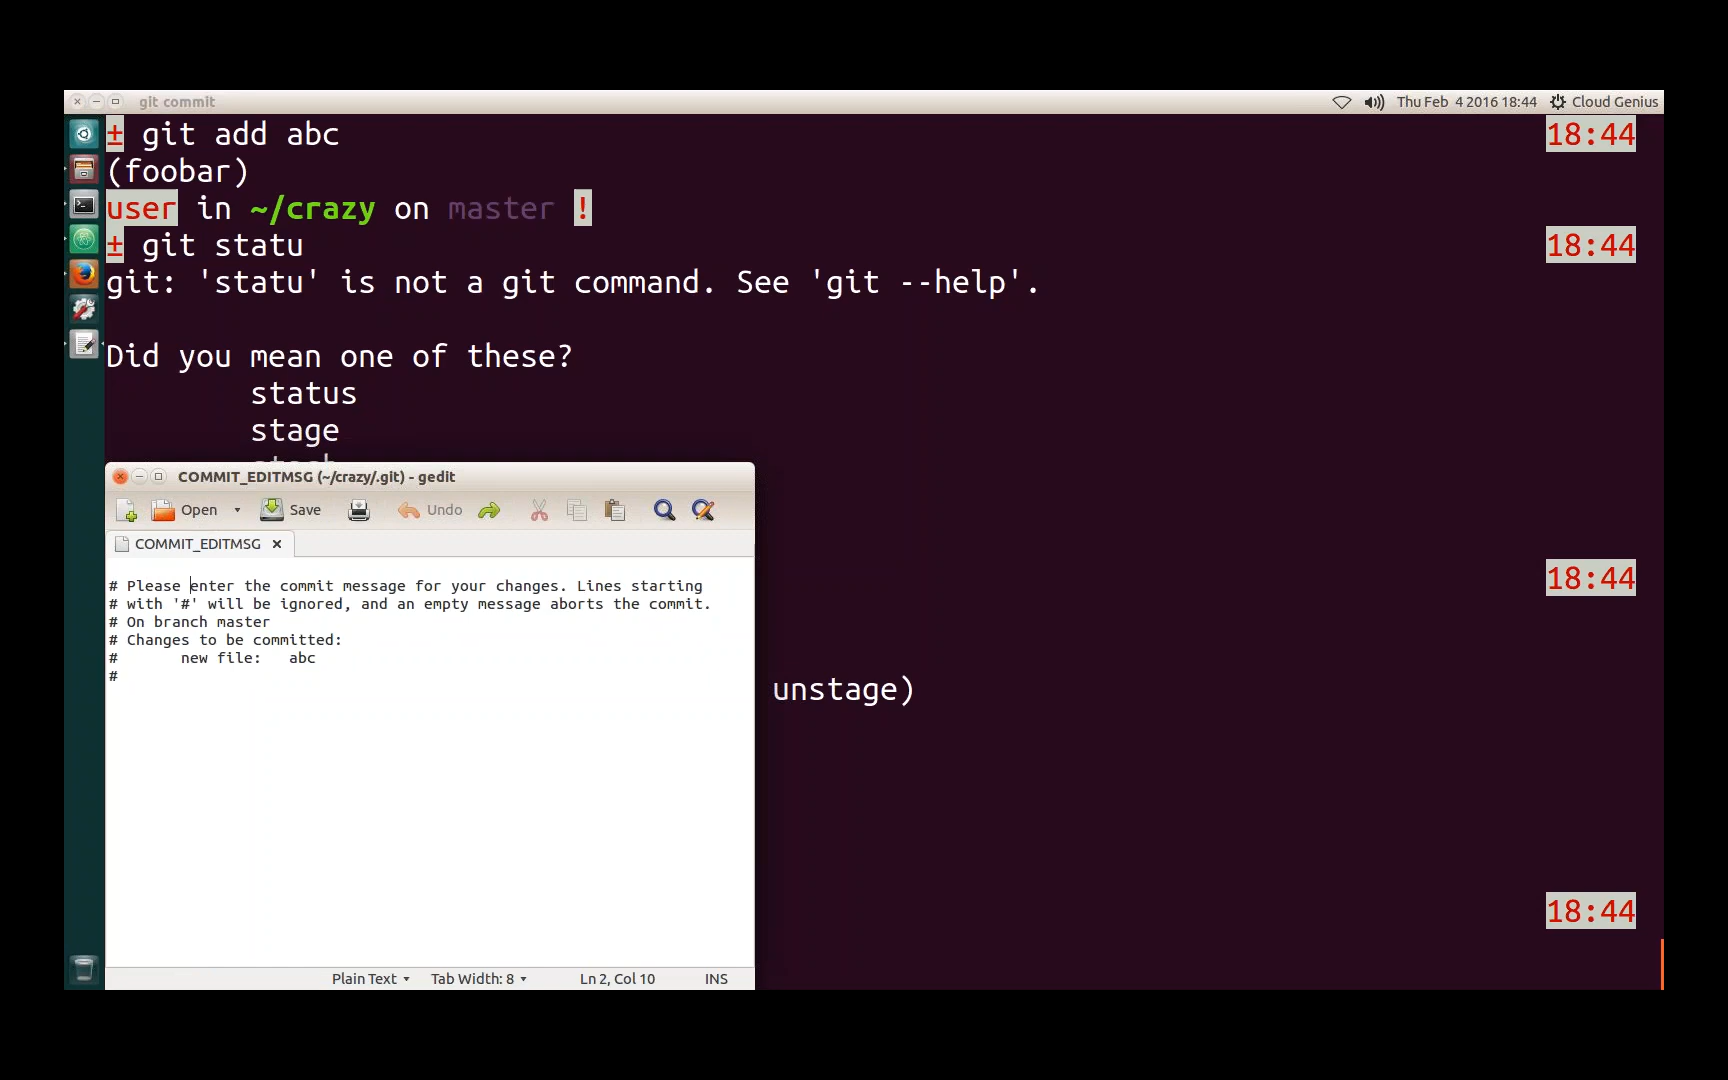 git commit
Thu Feb 4 2016 18:44 Cloud Genius
± git add abc 18:44
(foobar)
user in ~/crazy on master !
± git statu 18:44
git: 'statu' is not a git command. See 'git --help'.
Did you mean one of these?
status
stage
COMMIT_EDITMSG (~/crazy/.git) - gedit
Open Save Undo
COMMIT_EDITMSG
# Please enter the commit message for your changes. Lines starting
# with '#' will be ignored, and an empty message aborts the commit.
# On branch master
# Changes to be committed:
#       new file:   abc
#
18:44
unstage)
18:44
Plain Text Tab Width: 8 Ln 2, Col 10 INS